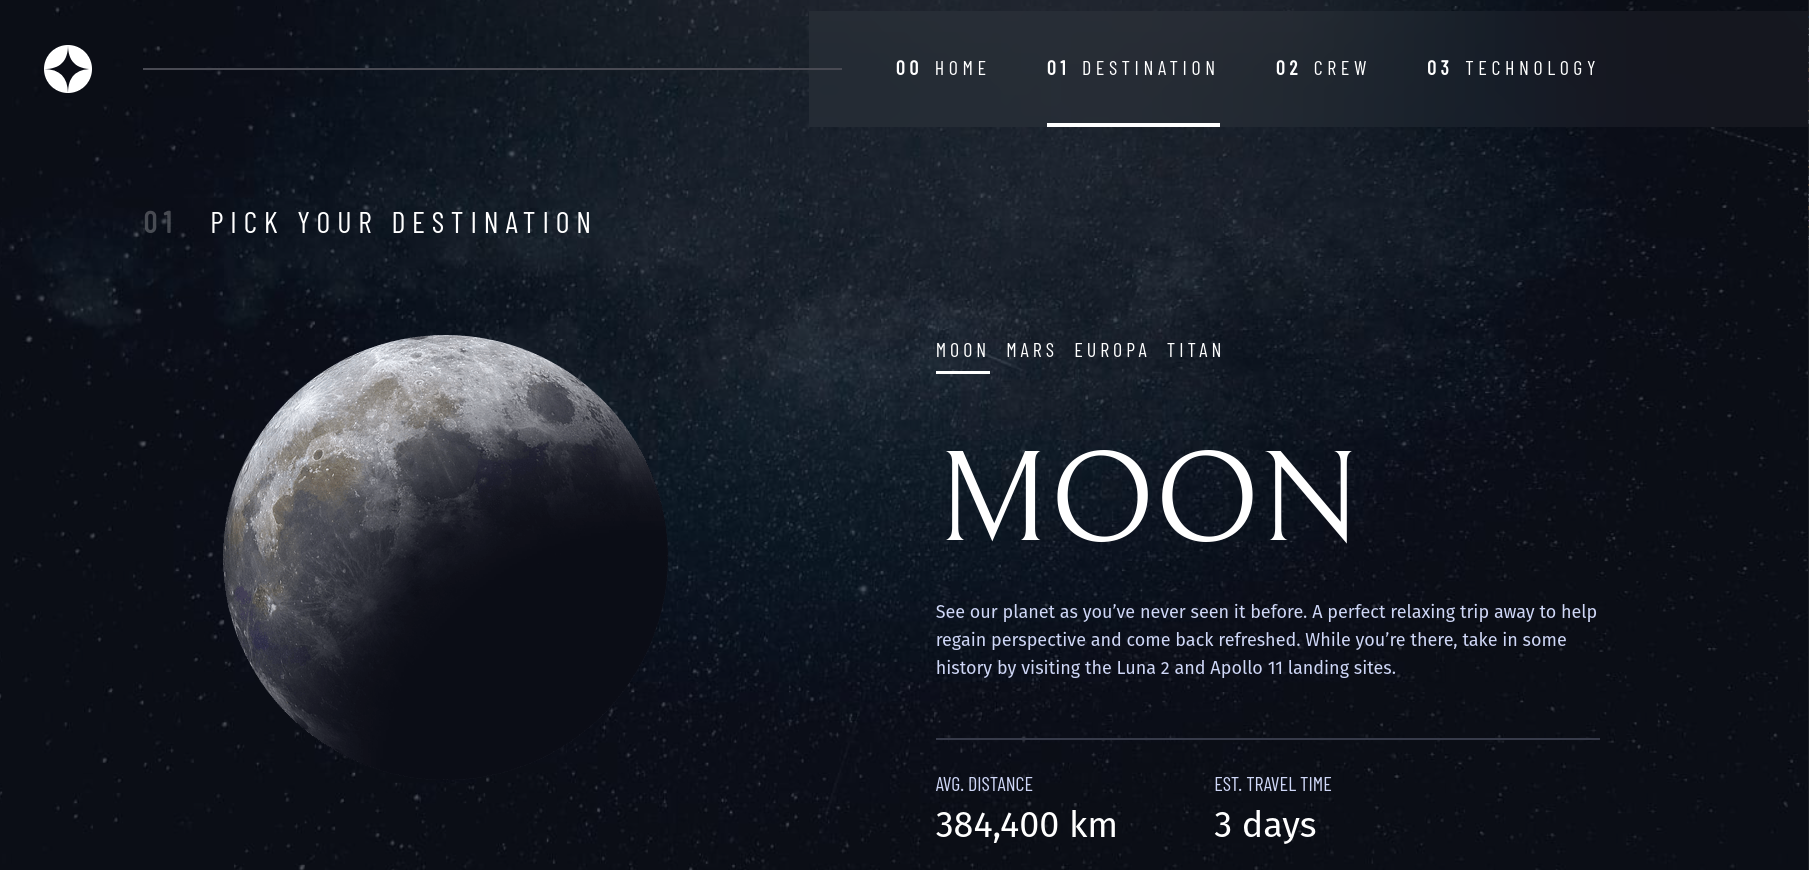 00 HOME 01 DESTINATION 02 CREW 03 TECHNOLOGY
01 PICK YOUR DESTINATION
MOON MARS EUROPA TITAN
MOON
See our planet as you’ve never seen it before. A perfect relaxing trip away to help
regain perspective and come back refreshed. While you’re there, take in some
history by visiting the Luna 2 and Apollo 11 landing sites.
AVG. DISTANCE EST. TRAVEL TIME
384,400 km 3 days